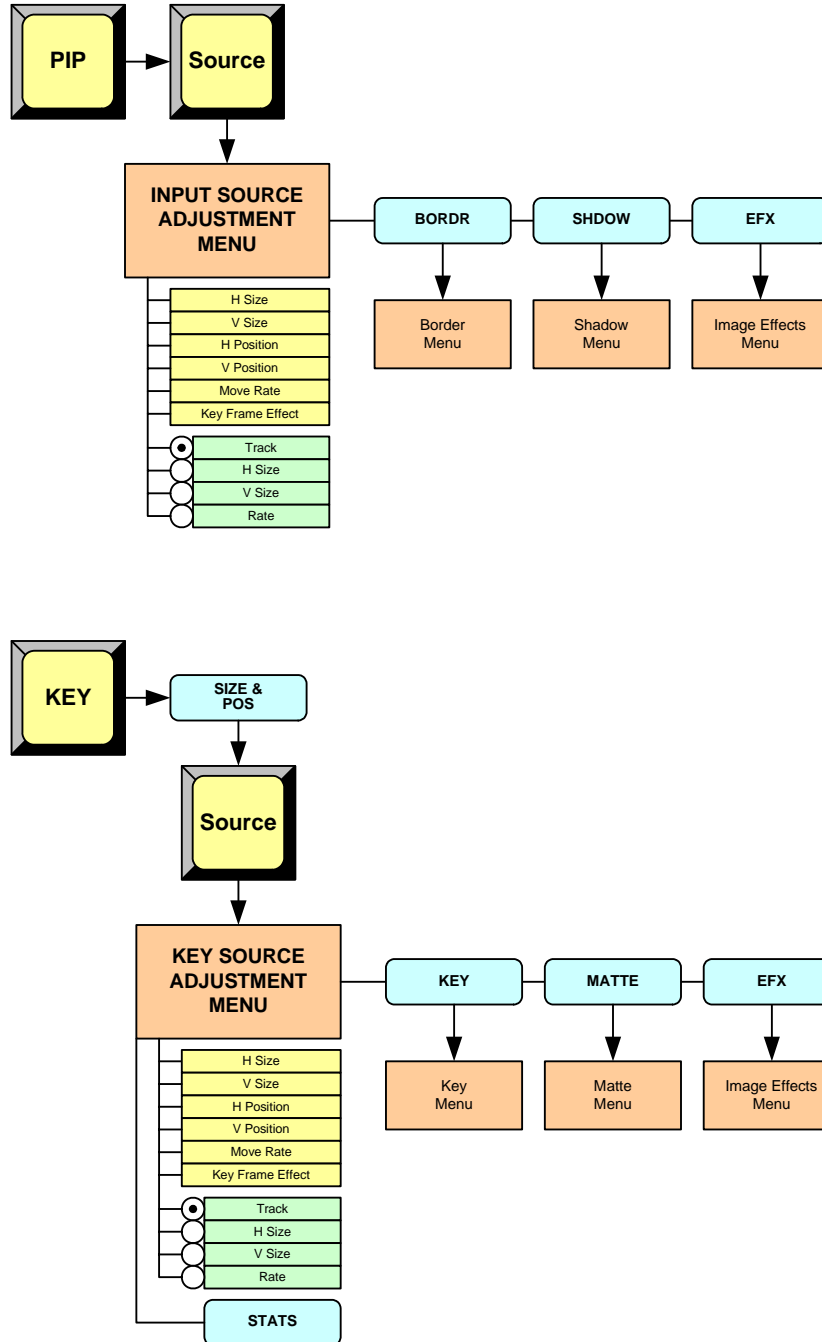 PIP
Source
INPUT SOURCE
ADJUSTMENT
MENU
BORDR
SHDOW
EFX
Border
Menu
Shadow
Menu
Image Effects
Menu
H Size
V Size
H Position
V Position
Move Rate
Key Frame Effect
Track
H Size
V Size
Rate
KEY
SIZE &
POS
Source
KEY SOURCE
ADJUSTMENT
MENU
KEY
MATTE
EFX
Key
Menu
Matte
Menu
Image Effects
Menu
H Size
V Size
H Position
V Position
Move Rate
Key Frame Effect
Track
H Size
V Size
Rate
STATS